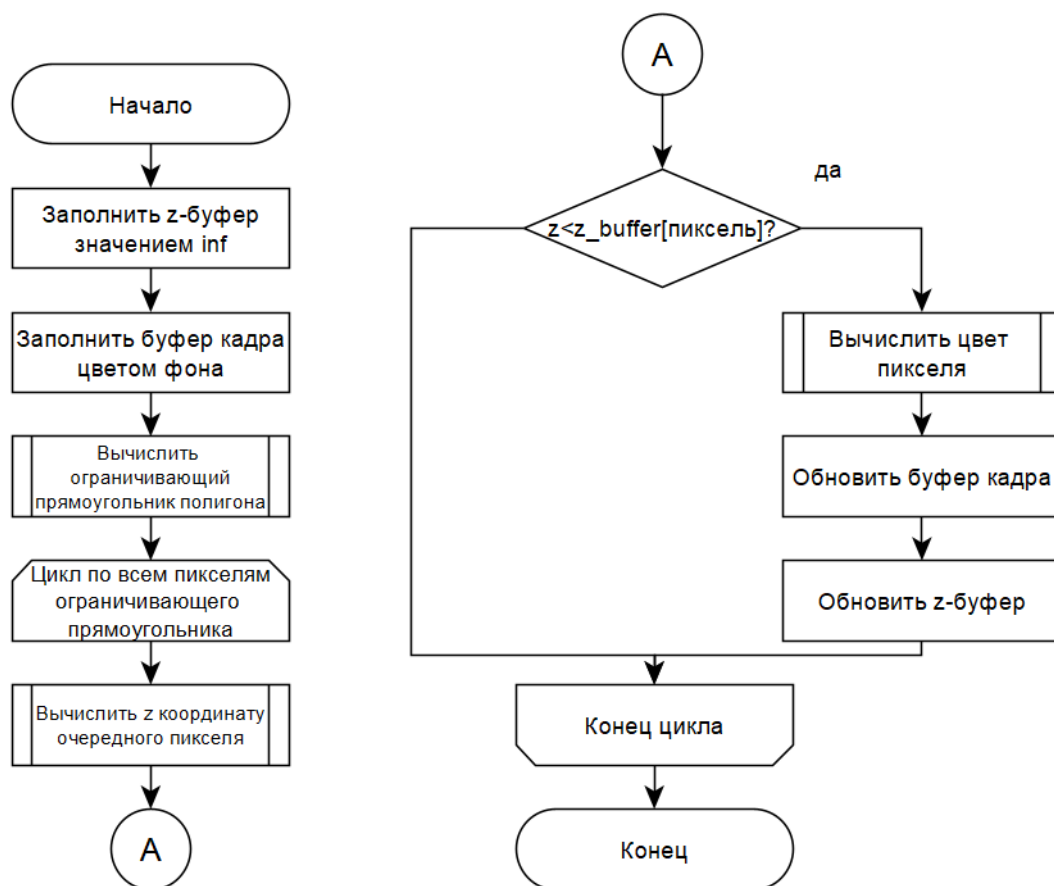 Начало
Заполнить z-буфер
значением inf
Заполнить буфер кадра
цветом фона
Вычислить
ограничивающий
прямоугольник полигона
Цикл по всем пикселям
ограничивающего
прямоугольника
Вычислить z координату
очередного пикселя
А
А
да
z<z_buffer[пиксель]?
Вычислить цвет
пикселя
Обновить буфер кадра
Обновить z-буфер
Конец цикла
Конец